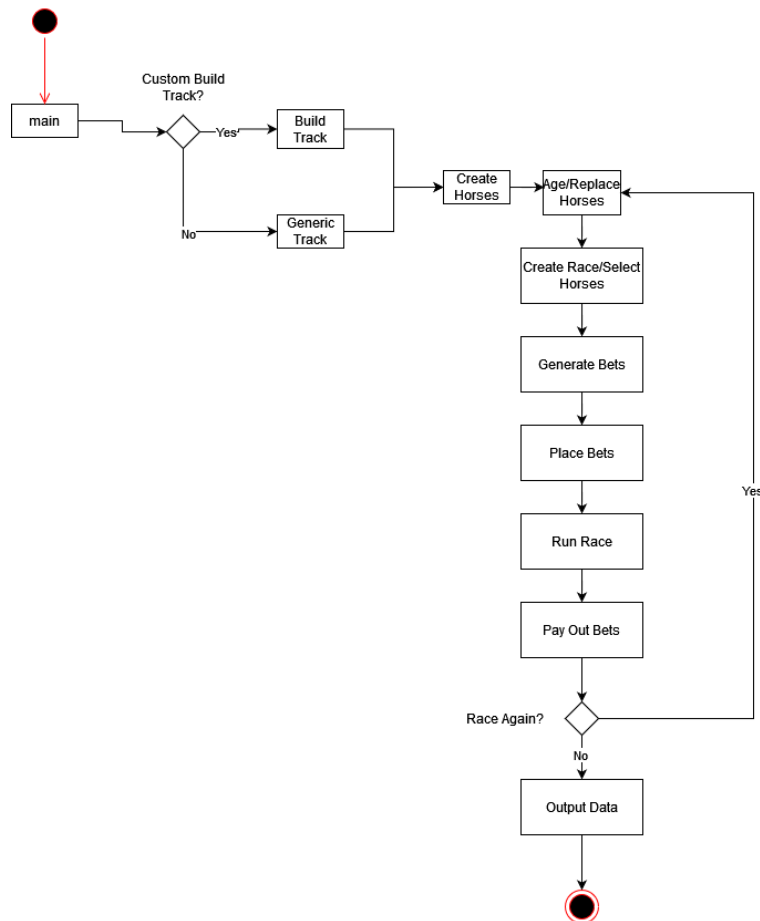 Custom Build
Track?
main
Yes
Build
Track
No
Generic
Track
Create
Horses
Age/Replace
Horses
Create Race/Select
Horses
Generate Bets
Place Bets
Yes
Run Race
Pay Out Bets
Race Again?
No
Output Data